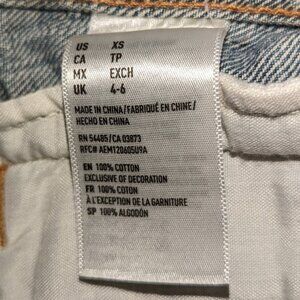 US XS
CA TP
MX EXCH
UK 4-6
MADE IN CHINA/FABRIQUÉ EN CHINE/
HECHO EN CHINA
RN 54485/CA 03873
RFC# AEM120605U9A
EN 100% COTTON
EXCLUSIVE OF DECORATION
FR 100% COTON
À L'EXCEPTION DE LA GARNITURE
SP 100% ALGODÓN